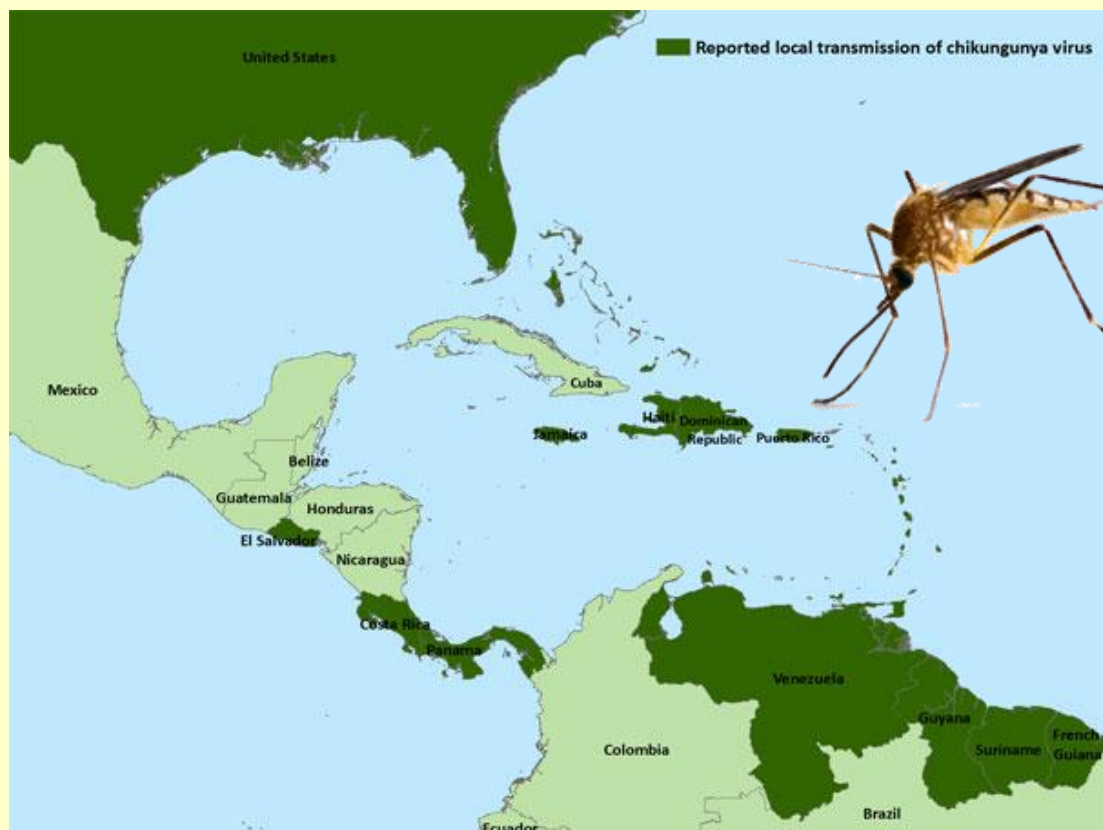 United States
Reported local transmission of chikungunya virus
Mexico
Cuba
Haiti
Dominican
Republic
Jamaica
Puerto Rico
Belize
Guatemala
Honduras
El Salvador
Nicaragua
Costa Rica
Panama
Venezuela
Guyana
Suriname
French
Guiana
Colombia
Brazil
Ecuador